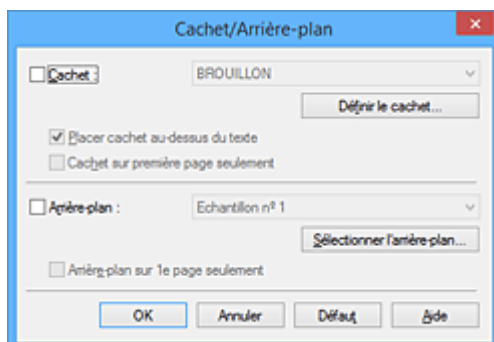 Cachet/Arrière-plan
Cachet : BROUILLON
Définir le cachet...
Placer cachet au-dessus du texte
Cachet sur première page seulement
Arrière-plan : Echantillon nº 1
Sélectionner l'arrière-plan...
Arrière-plan sur 1e page seulement
OK Annuler Défaut Aide